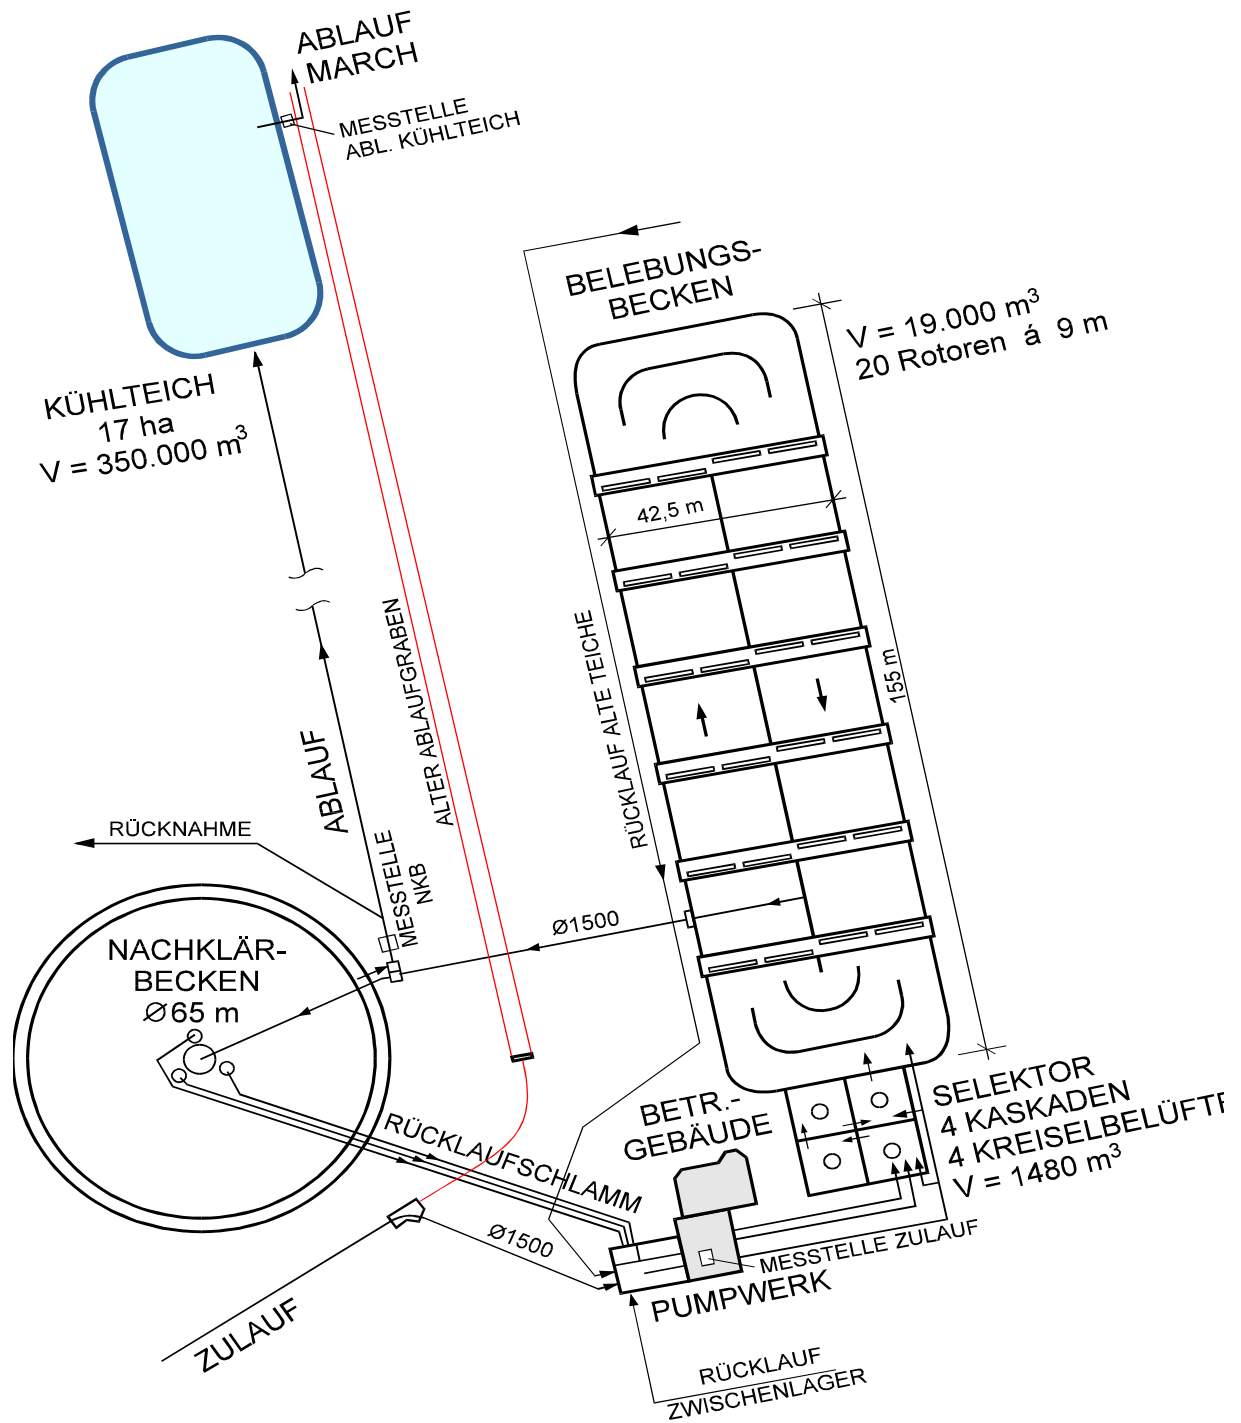 ABLAUF
MARCH
MESSTELLE
ABL. KÜHLTEICH
BELEBUNGS-
BECKEN
V = 19.000 m³
20 Rotoren á 9 m
KÜHLTEICH
17 ha
V = 350.000 m³
42,5 m
155 m
RÜCKLAUF ALTE TEICHE
ALTER ABLAUFGRABEN
ABLAUF
RÜCKNAHME
MESSTELLE
NKB
Ø1500
NACHKLÄR-
BECKEN
Ø65 m
SELEKTOR
4 KASKADEN
4 KREISELBELÜFTE
V = 1480 m³
BETR.-
GEBÄUDE
RÜCKLAUFSCHLAMM
Ø1500
MESSTELLE ZULAUF
PUMPWERK
ZULAUF
RÜCKLAUF
ZWISCHENLAGER